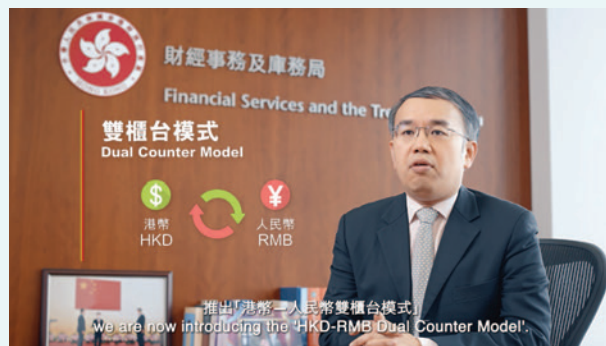 財經事務及庫務局
Financial Services and the Tre
雙櫃台模式
Dual Counter Model
$
¥
港幣
人民幣
HKD
RMB
推出「港幣—人民幣雙櫃台模式」
we are now introducing the 'HKD-RMB Dual Counter Model'.